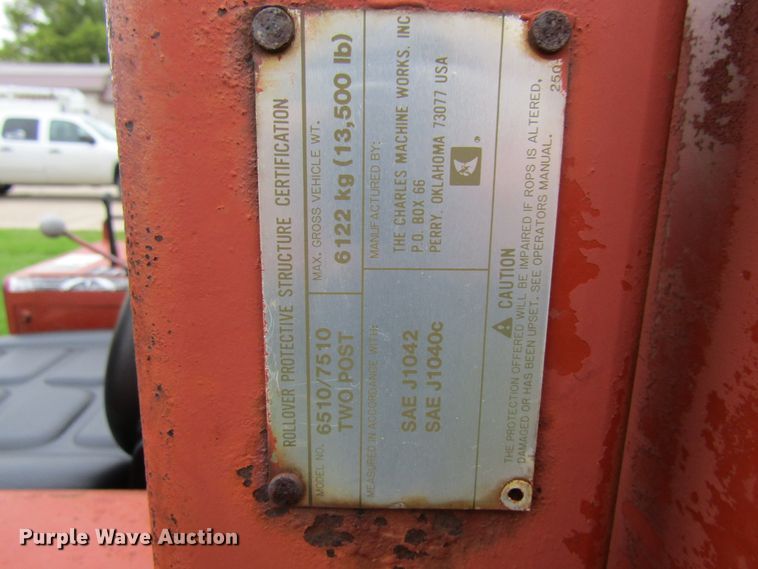 ROLLOVER PROTECTIVE STRUCTURE CERTIFICATION
MODEL NO.
6510/7510
TWO POST
MAX. GROSS VEHICLE WT.
6122 kg (13,500 lb)
MEASURED IN ACCORDANCE WITH:
SAE J1042
SAE J1040c
MANUFACTURED BY:
THE CHARLES MACHINE WORKS, INC
P.O. BOX 66
PERRY, OKLAHOMA 73077 USA
CAUTION
THE PROTECTION OFFERED WILL BE IMPAIRED IF ROPS IS ALTERED,
DAMAGED OR HAS BEEN UPSET. SEE OPERATORS MANUAL.
Purple Wave Auction®